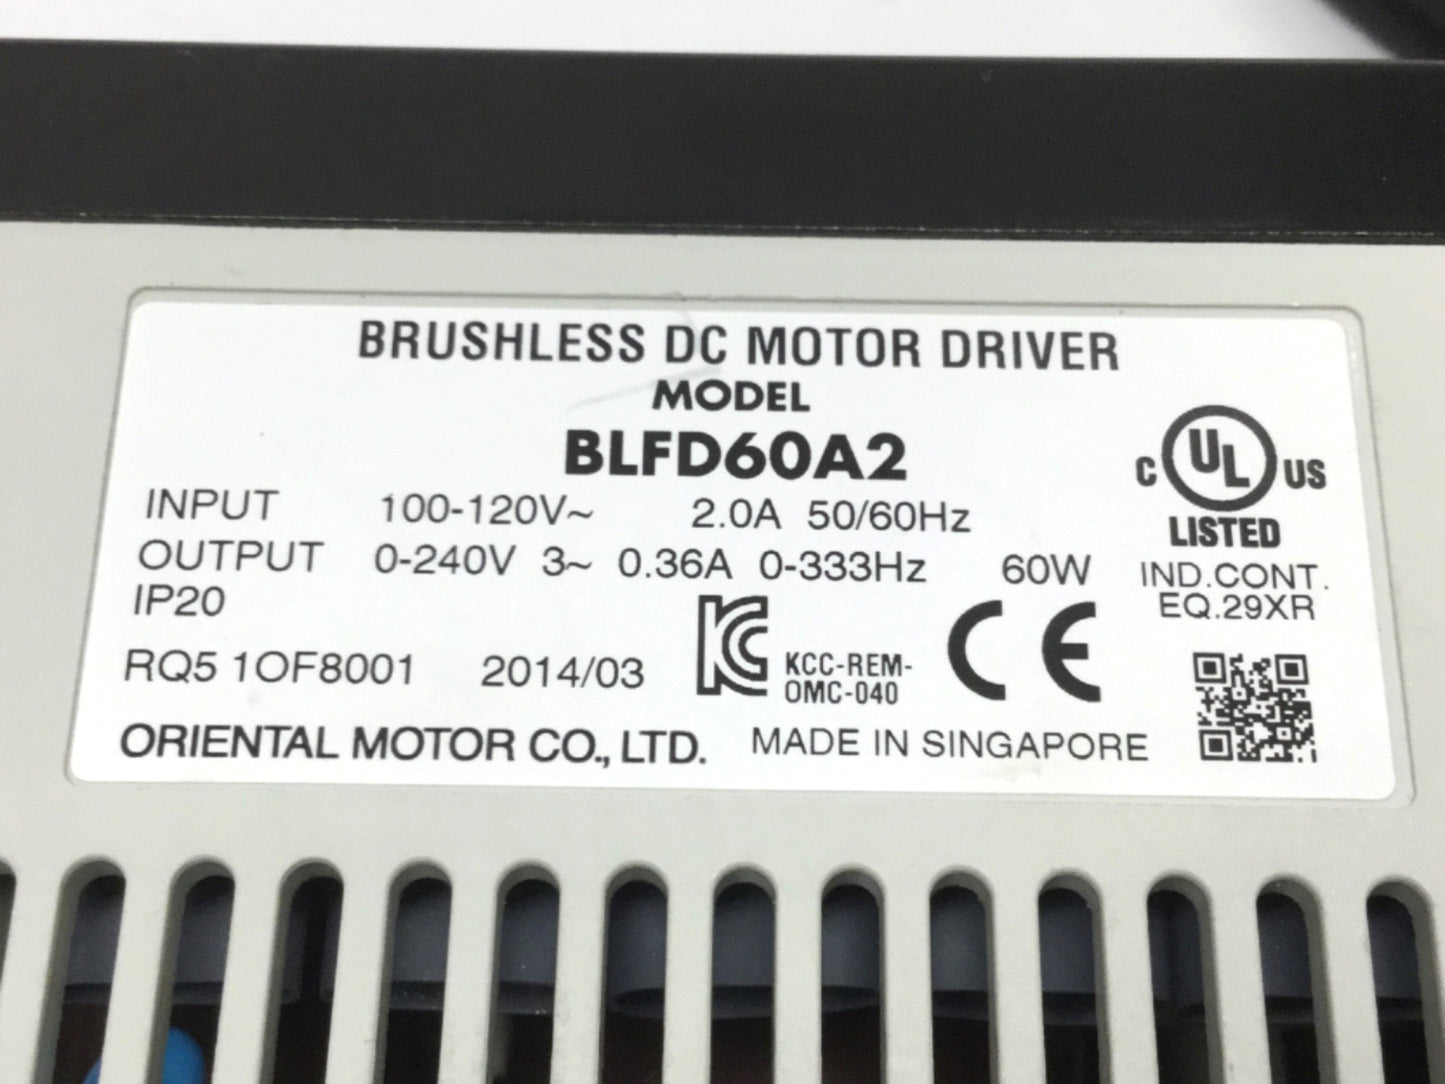 BRUSHLESS DC MOTOR DRIVER
MODEL
BLFD60A2
INPUT 100-120V~ 2.0A 50/60Hz
OUTPUT 0-240V 3~ 0.36A 0-333Hz 60W
IP20
C UL US
LISTED
IND.CONT.
EQ.29XR
RQ5 1OF8001 2014/03
KC KCC-REM-
OMC-040
CE
ORIENTAL MOTOR CO., LTD. MADE IN SINGAPORE